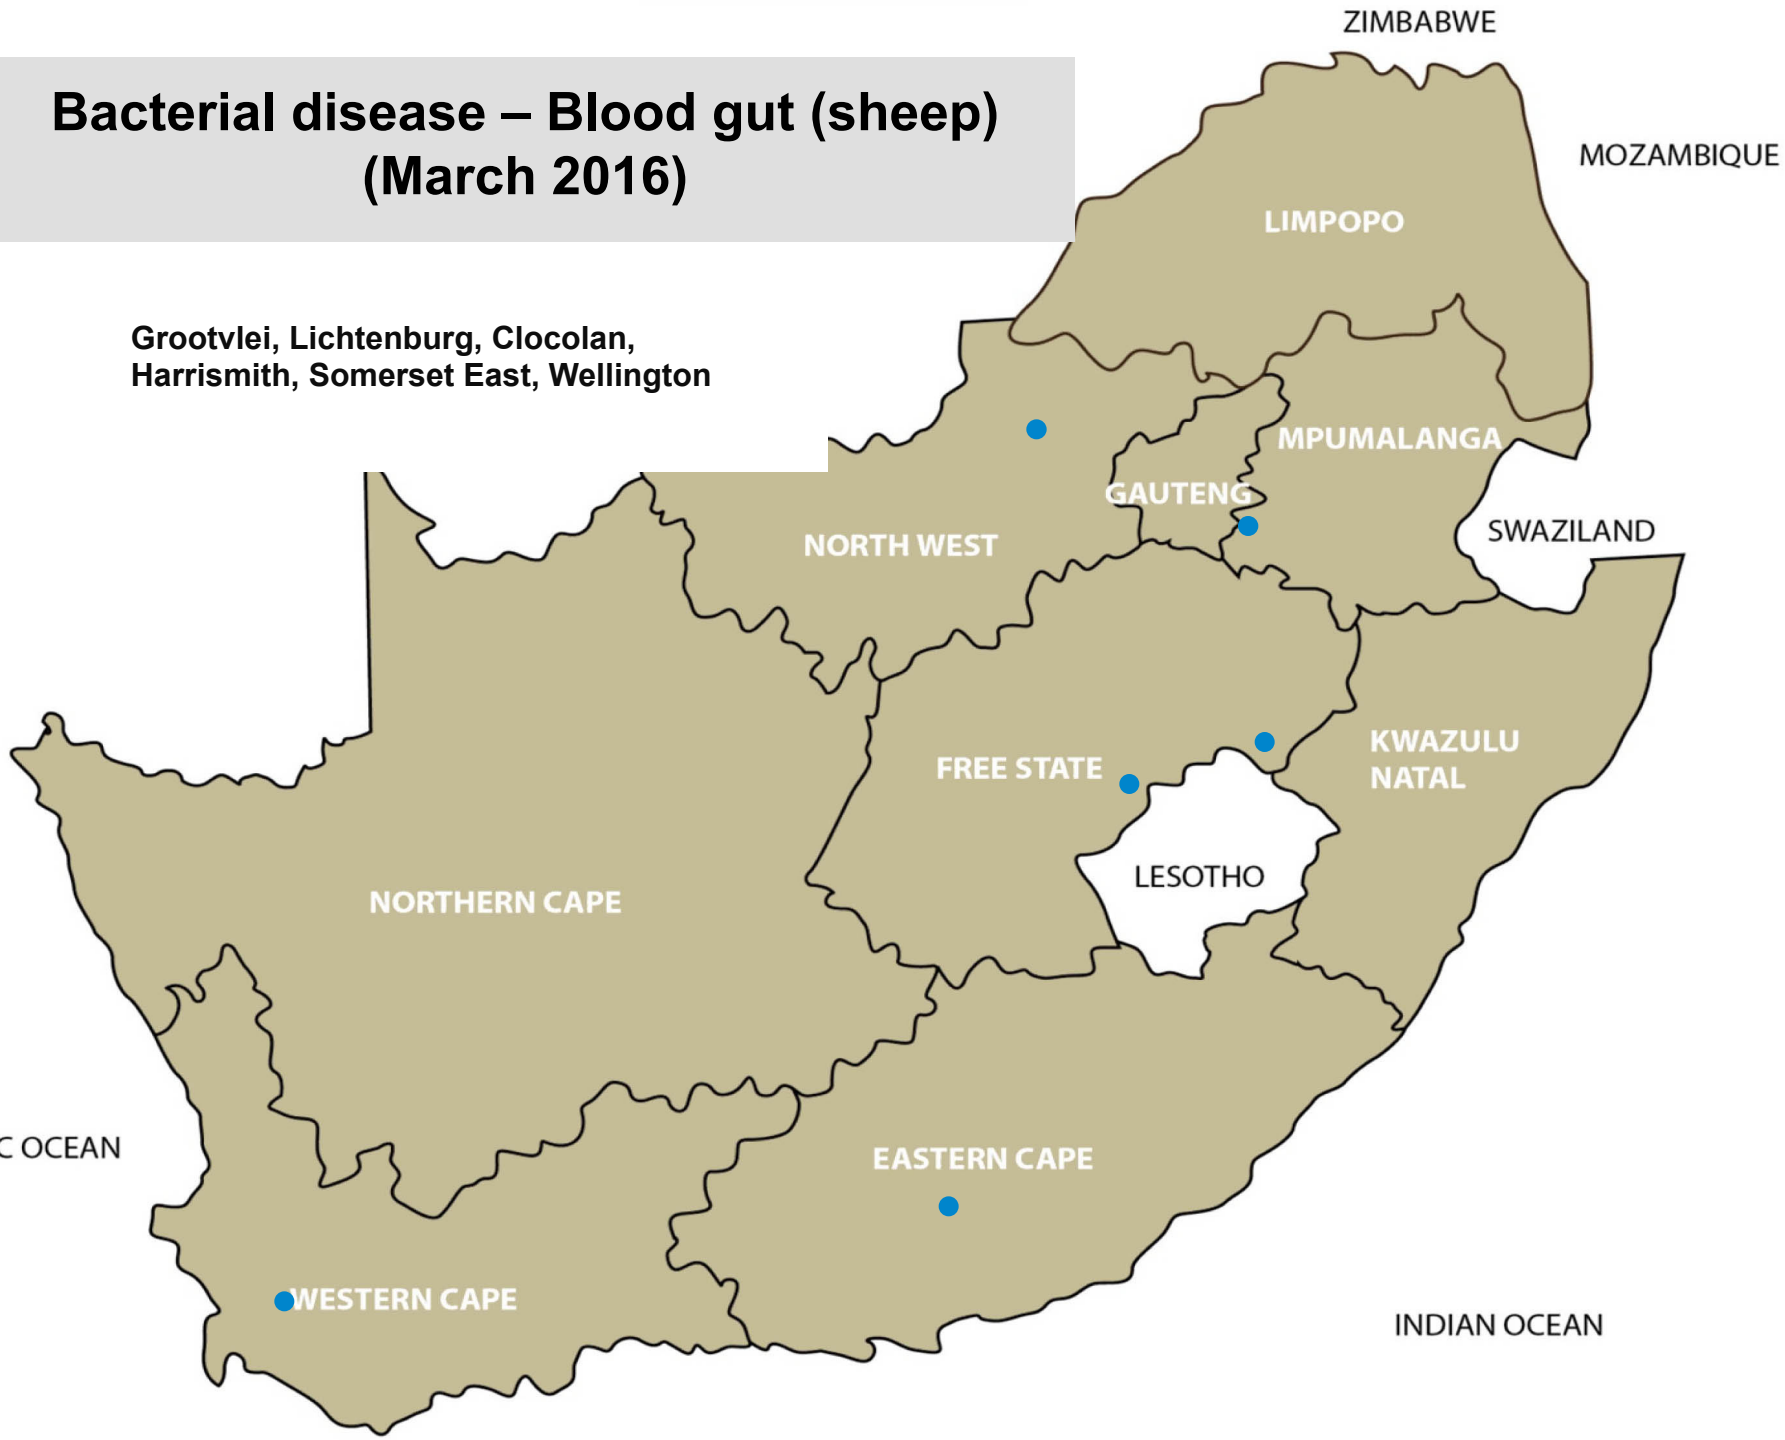 ZIMBABWE
Bacterial disease – Blood gut (sheep)
(March 2016)
MOZAMBIQUE
LIMPOPO
Grootvlei, Lichtenburg, Clocolan,
Harrismith, Somerset East, Wellington
MPUMALANGA
GAUTENG
SWAZILAND
NORTH WEST
KWAZULU
NATAL
FREE STATE
LESOTHO
NORTHERN CAPE
C OCEAN
EASTERN CAPE
WESTERN CAPE
INDIAN OCEAN